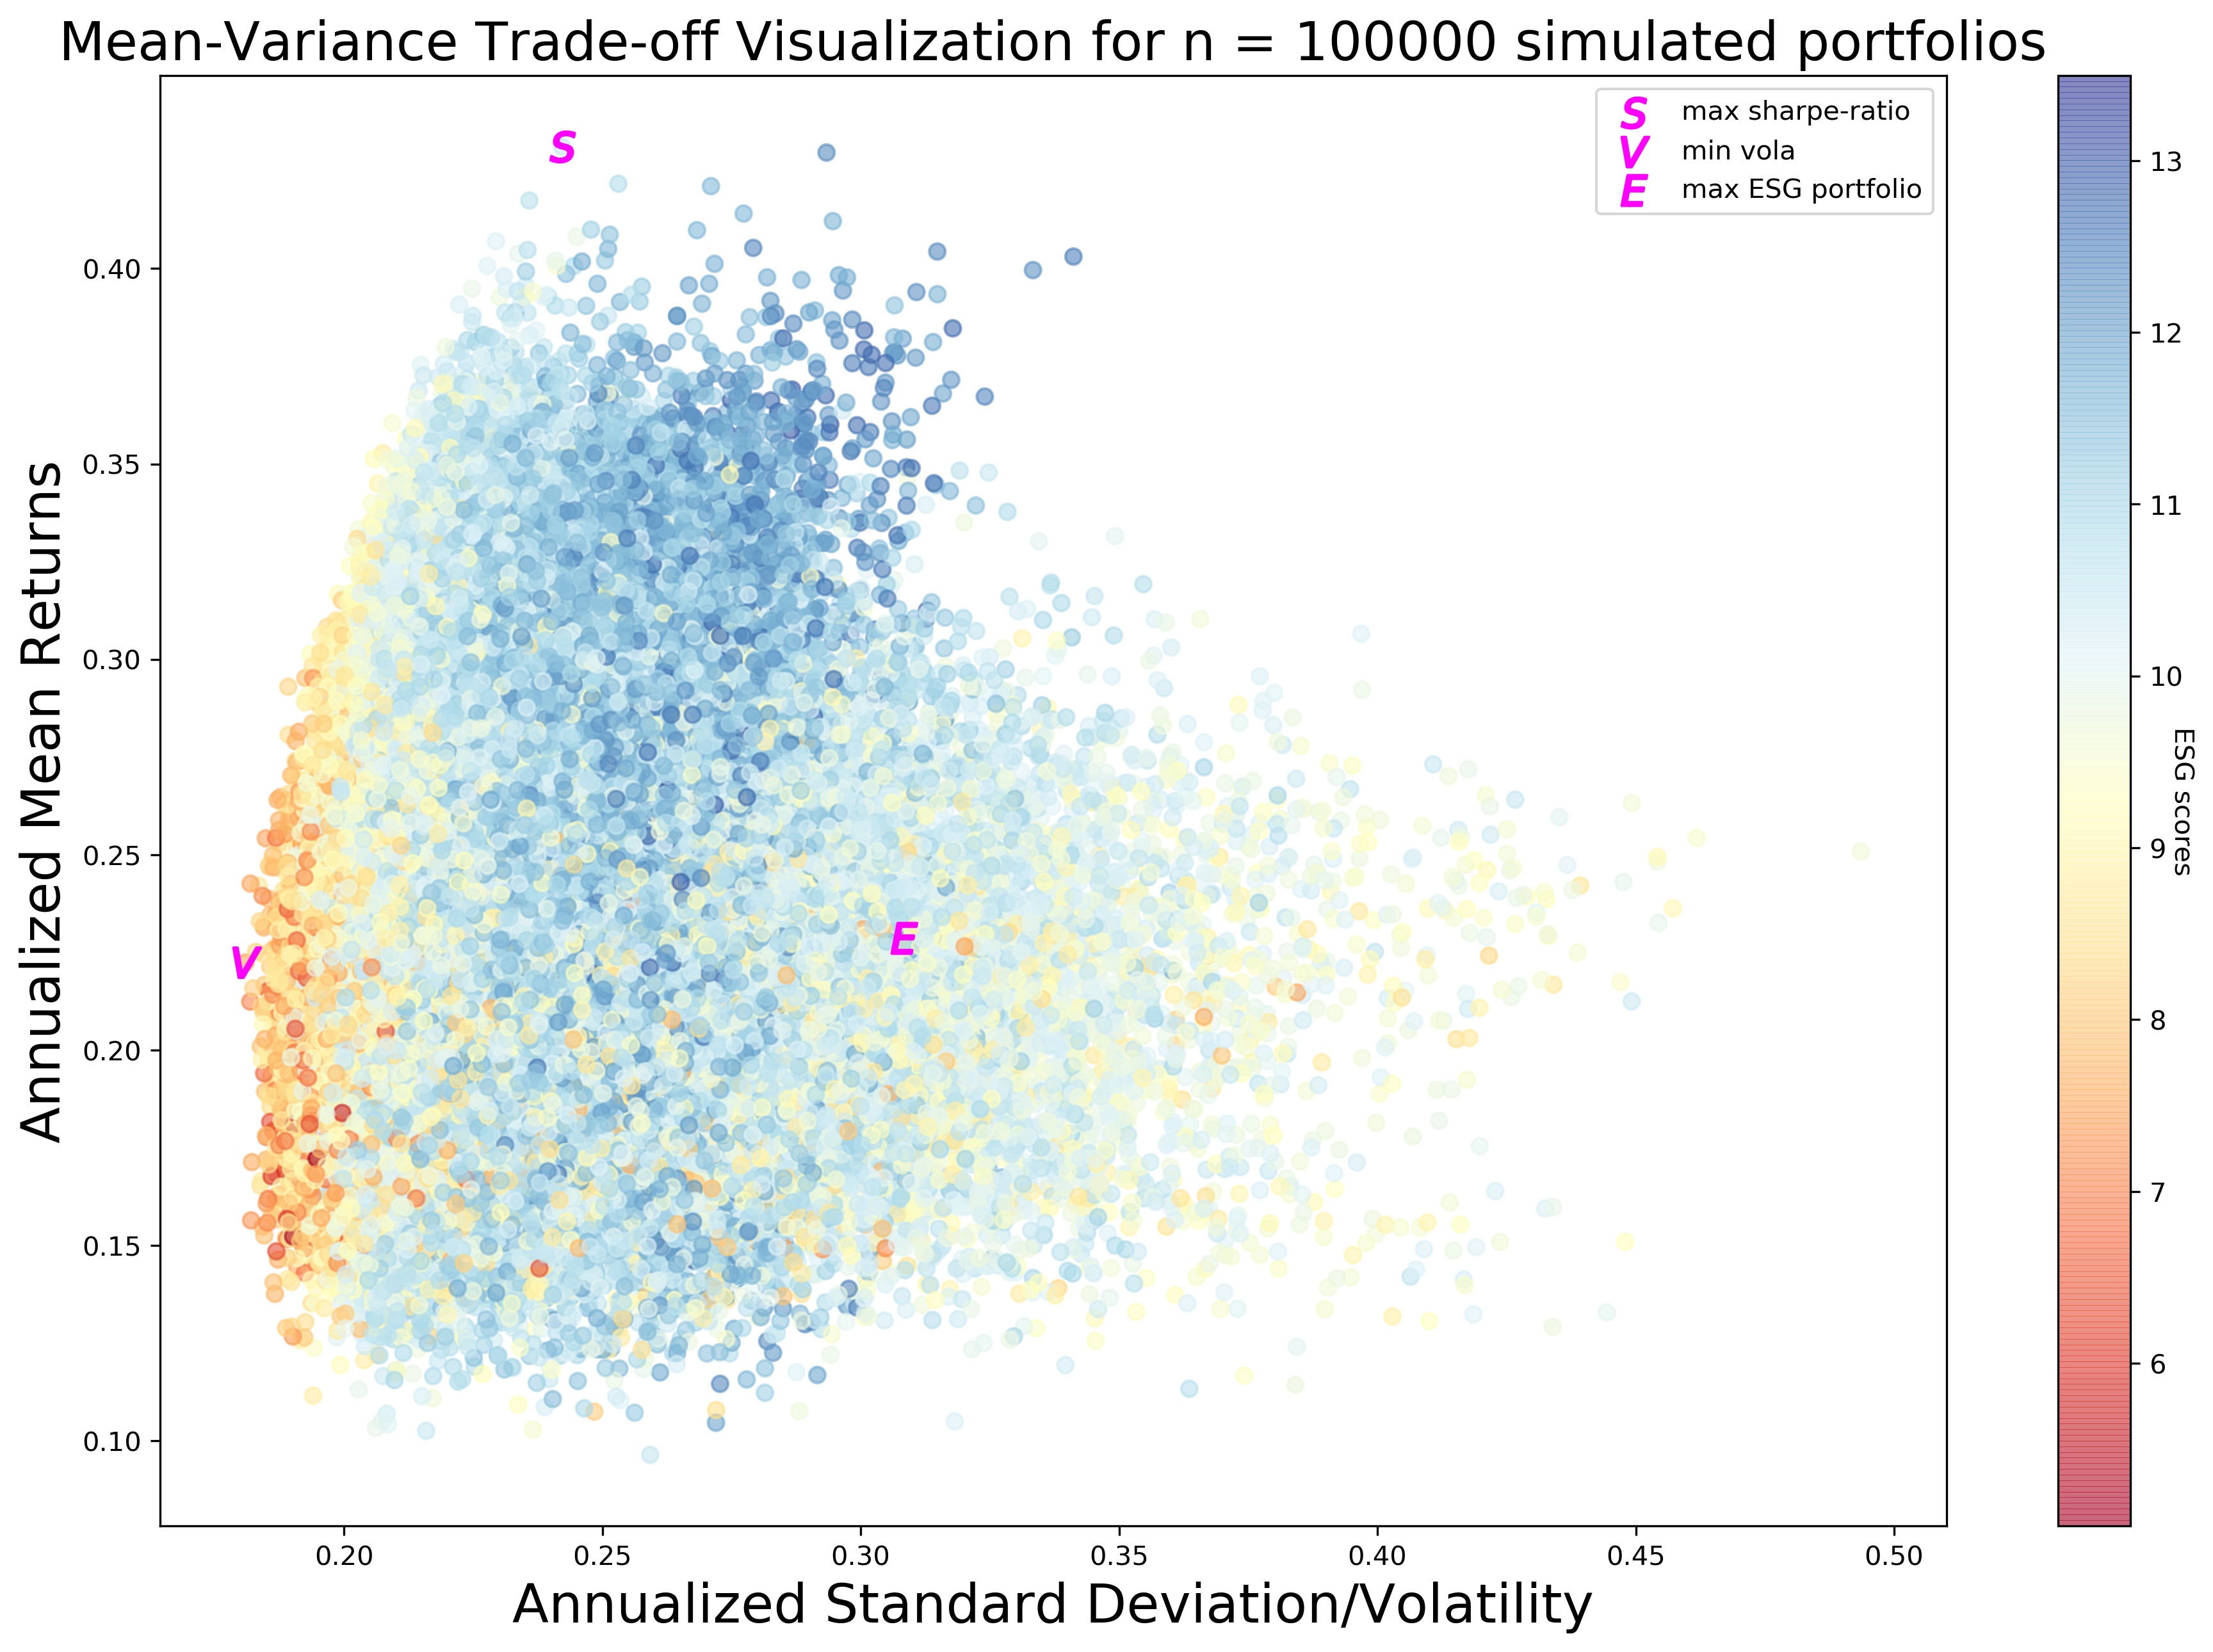 Mean-Variance Trade-off Visualization for n = 100000 simulated portfolios
S max sharpe-ratio
V min vola
E max ESG portfolio
S
V
E
Annualized Mean Returns
0.40
0.35
0.30
0.25
0.20
0.15
0.10
0.20 0.25 0.30 0.35 0.40 0.45 0.50
Annualized Standard Deviation/Volatility
13
12
11
10
9
8
7
6
ESG scores